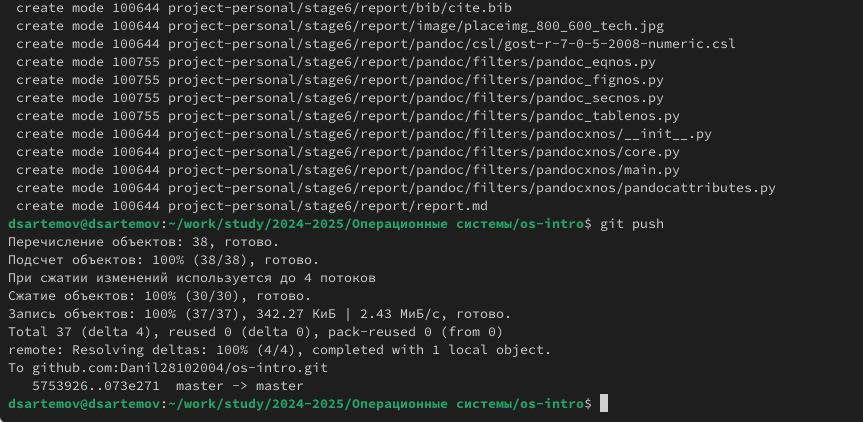 create mode 100644 project-personal/stage6/report/bib/cite.bib
create mode 100644 project-personal/stage6/report/image/placeimg_800_600_tech.jpg
create mode 100644 project-personal/stage6/report/pandoc/csl/gost-r-7-0-5-2008-numeric.csl
create mode 100755 project-personal/stage6/report/pandoc/filters/pandoc_eqnos.py
create mode 100755 project-personal/stage6/report/pandoc/filters/pandoc_fignos.py
create mode 100755 project-personal/stage6/report/pandoc/filters/pandoc_secnos.py
create mode 100755 project-personal/stage6/report/pandoc/filters/pandoc_tablenos.py
create mode 100644 project-personal/stage6/report/pandoc/filters/pandocxnos/__init__.py
create mode 100644 project-personal/stage6/report/pandoc/filters/pandocxnos/core.py
create mode 100644 project-personal/stage6/report/pandoc/filters/pandocxnos/main.py
create mode 100644 project-personal/stage6/report/pandoc/filters/pandocxnos/pandocattributes.py
create mode 100644 project-personal/stage6/report/report.md
dsartemov@dsartemov:~/work/study/2024-2025/Операционные системы/os-intro$ git push
Перечисление объектов: 38, готово.
Подсчет объектов: 100% (38/38), готово.
При сжатии изменений используется до 4 потоков
Сжатие объектов: 100% (30/30), готово.
Запись объектов: 100% (37/37), 342.27 КиБ | 2.43 МиБ/с, готово.
Total 37 (delta 4), reused 0 (delta 0), pack-reused 0 (from 0)
remote: Resolving deltas: 100% (4/4), completed with 1 local object.
To github.com:Danil28102004/os-intro.git
5753926..073e271  master -> master
dsartemov@dsartemov:~/work/study/2024-2025/Операционные системы/os-intro$